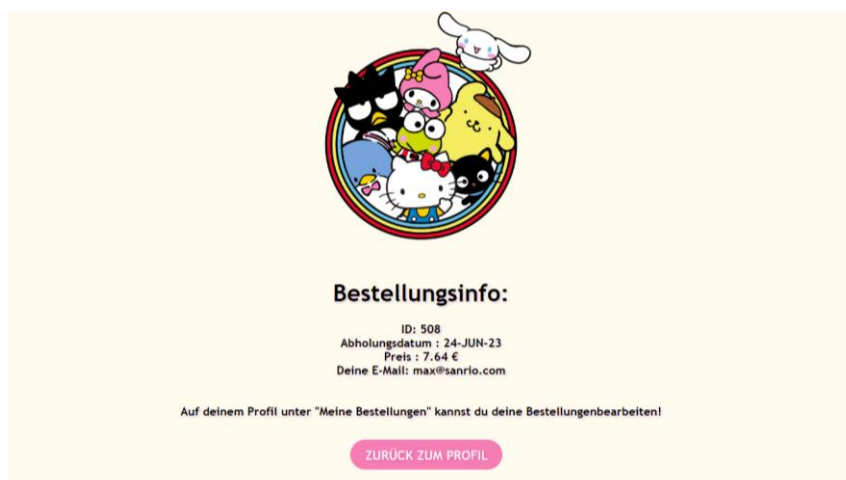 Bestellungsinfo:
ID: 508
Abholungsdatum : 24-JUN-23
Preis : 7.64 €
Deine E-Mail: max@sanrio.com
Auf deinem Profil unter "Meine Bestellungen" kannst du deine Bestellungenbearbeiten!
ZURÜCK ZUM PROFIL